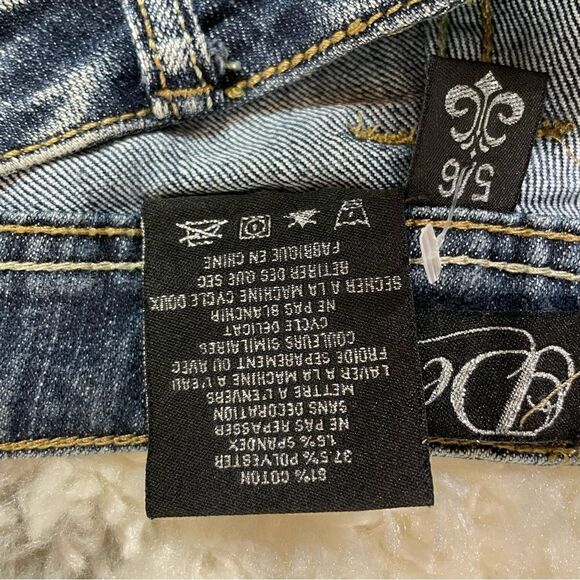 61% COTON
37.5% POLYESTER
1.5% SPANDEX
NE PAS REPASSER
SANS DECORATION
METTRE A L'ENVERS
LAVER A LA MACHINE A L'EAU
FROIDE SEPAREMENT OU AVEC
COULEURS SIMILAIRES
CYCLE DELICAT
NE PAS BLANCHIR
SECHER A LA MACHINE CYCLE DOUX
RETIRER DES QUE SEC
FABRIQUE EN CHINE
5/6
De